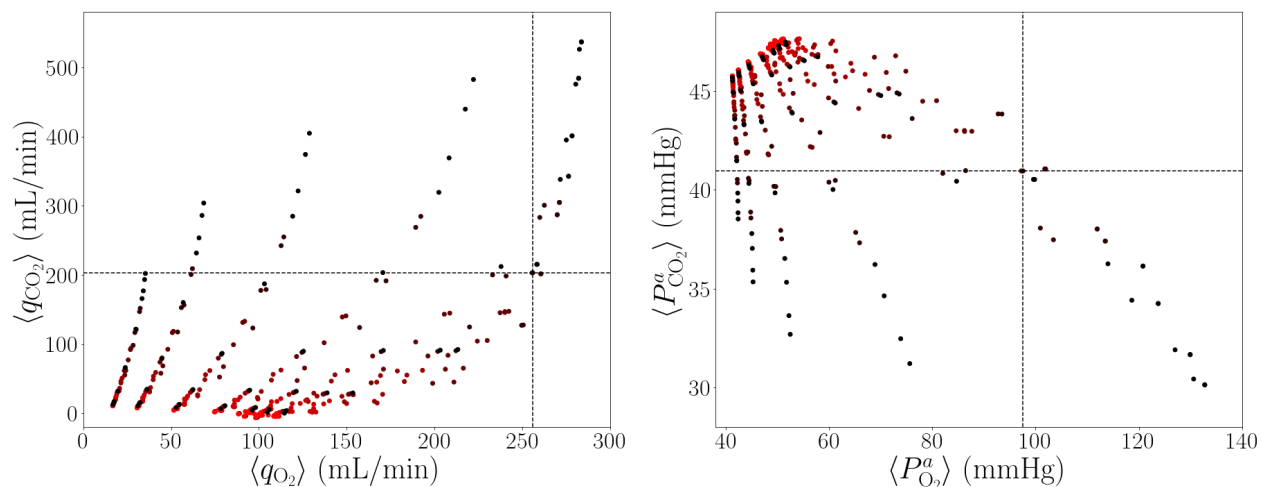 ⟨q_CO₂⟩ (mL/min)
500
400
300
200
100
0
0 50 100 150 200 250 300
⟨q_O₂⟩ (mL/min)
⟨P^a_CO₂⟩ (mmHg)
45
40
35
30
40 60 80 100 120 140
⟨P^a_O₂⟩ (mmHg)